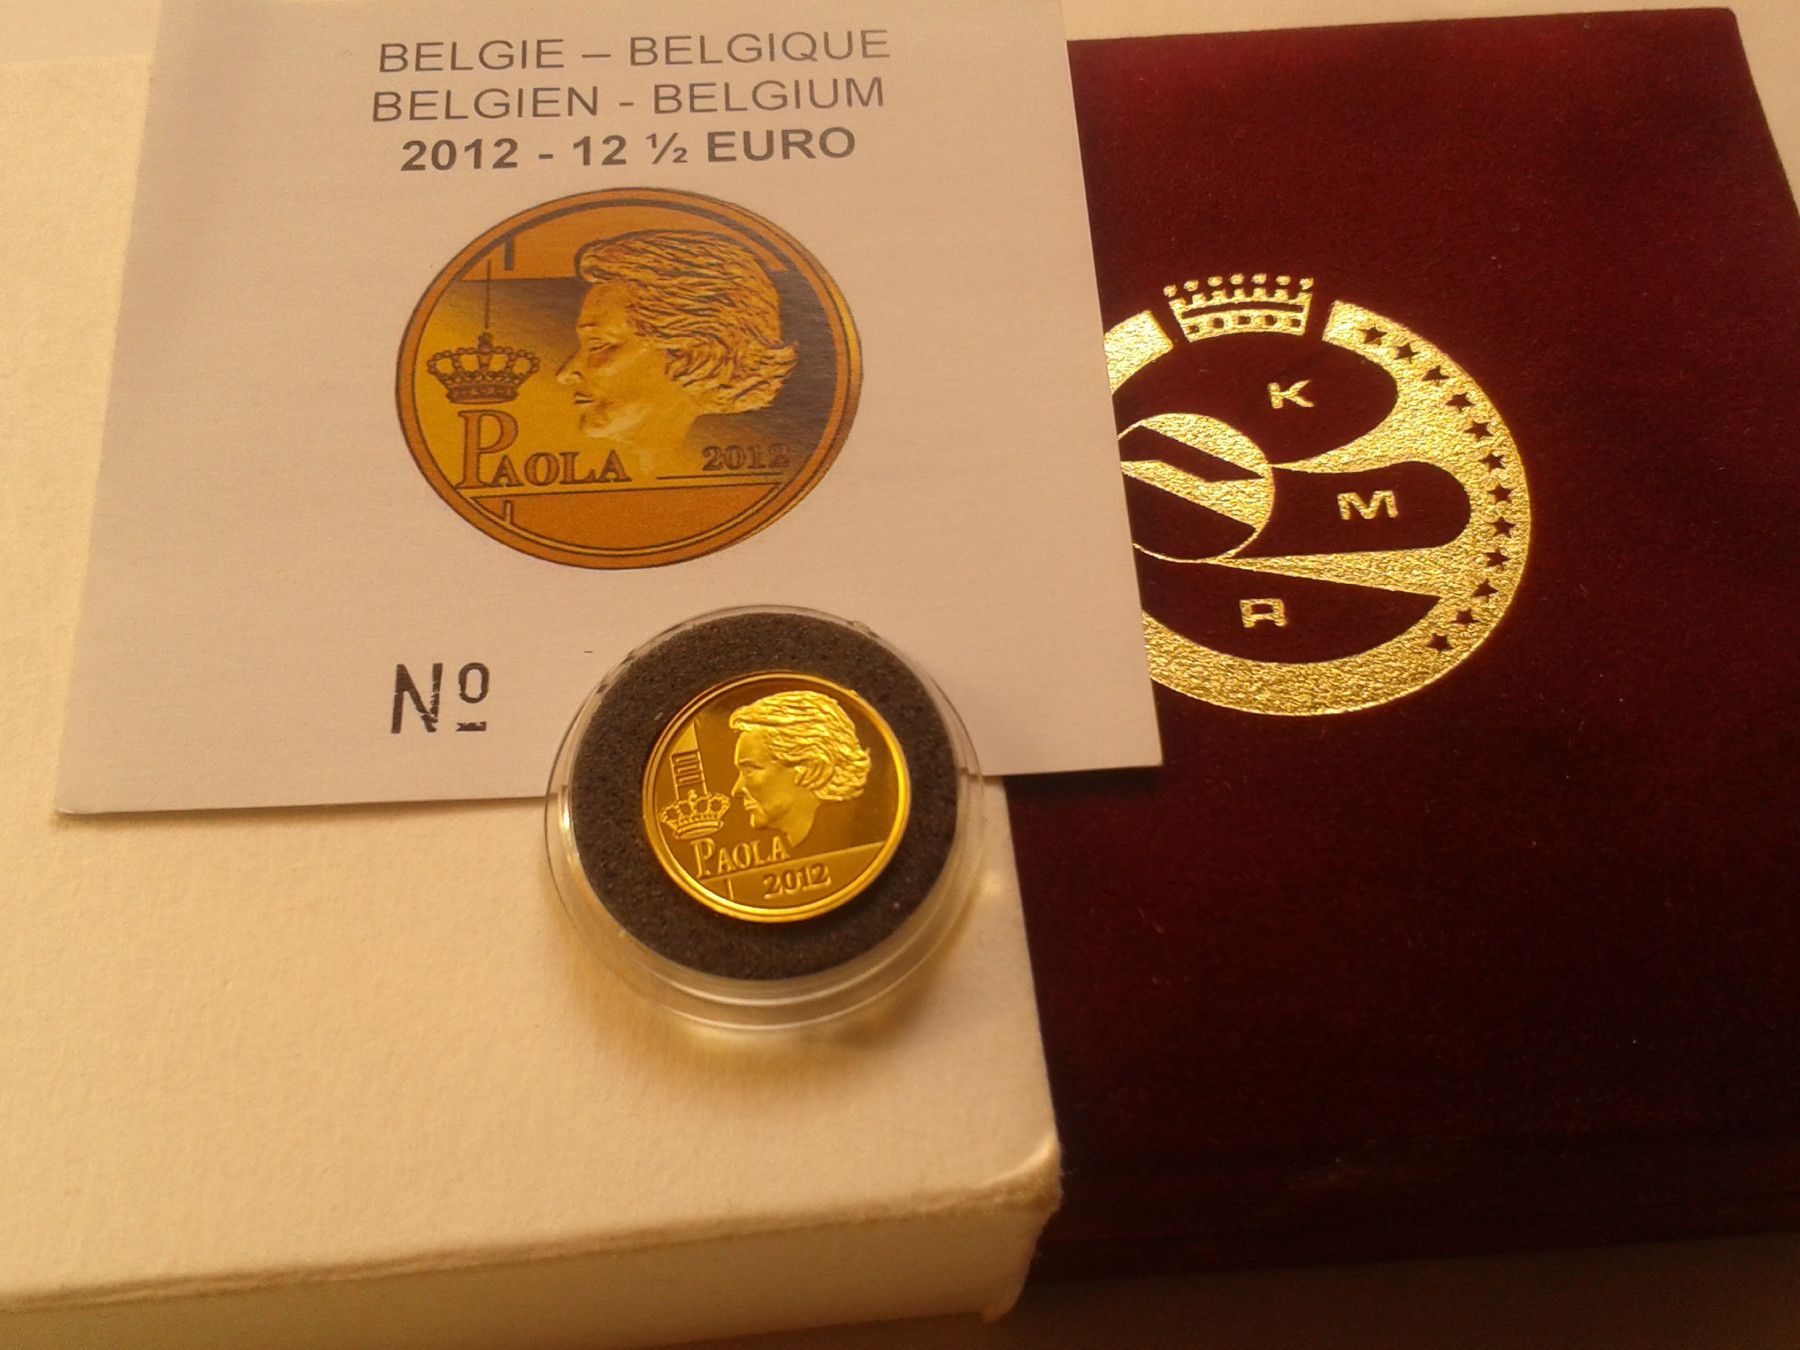 BELGIE – BELGIQUE
BELGIEN - BELGIUM
2012 - 12 ½ EURO
PAOLA 2012
Nº
K
M
R
PAOLA
2012